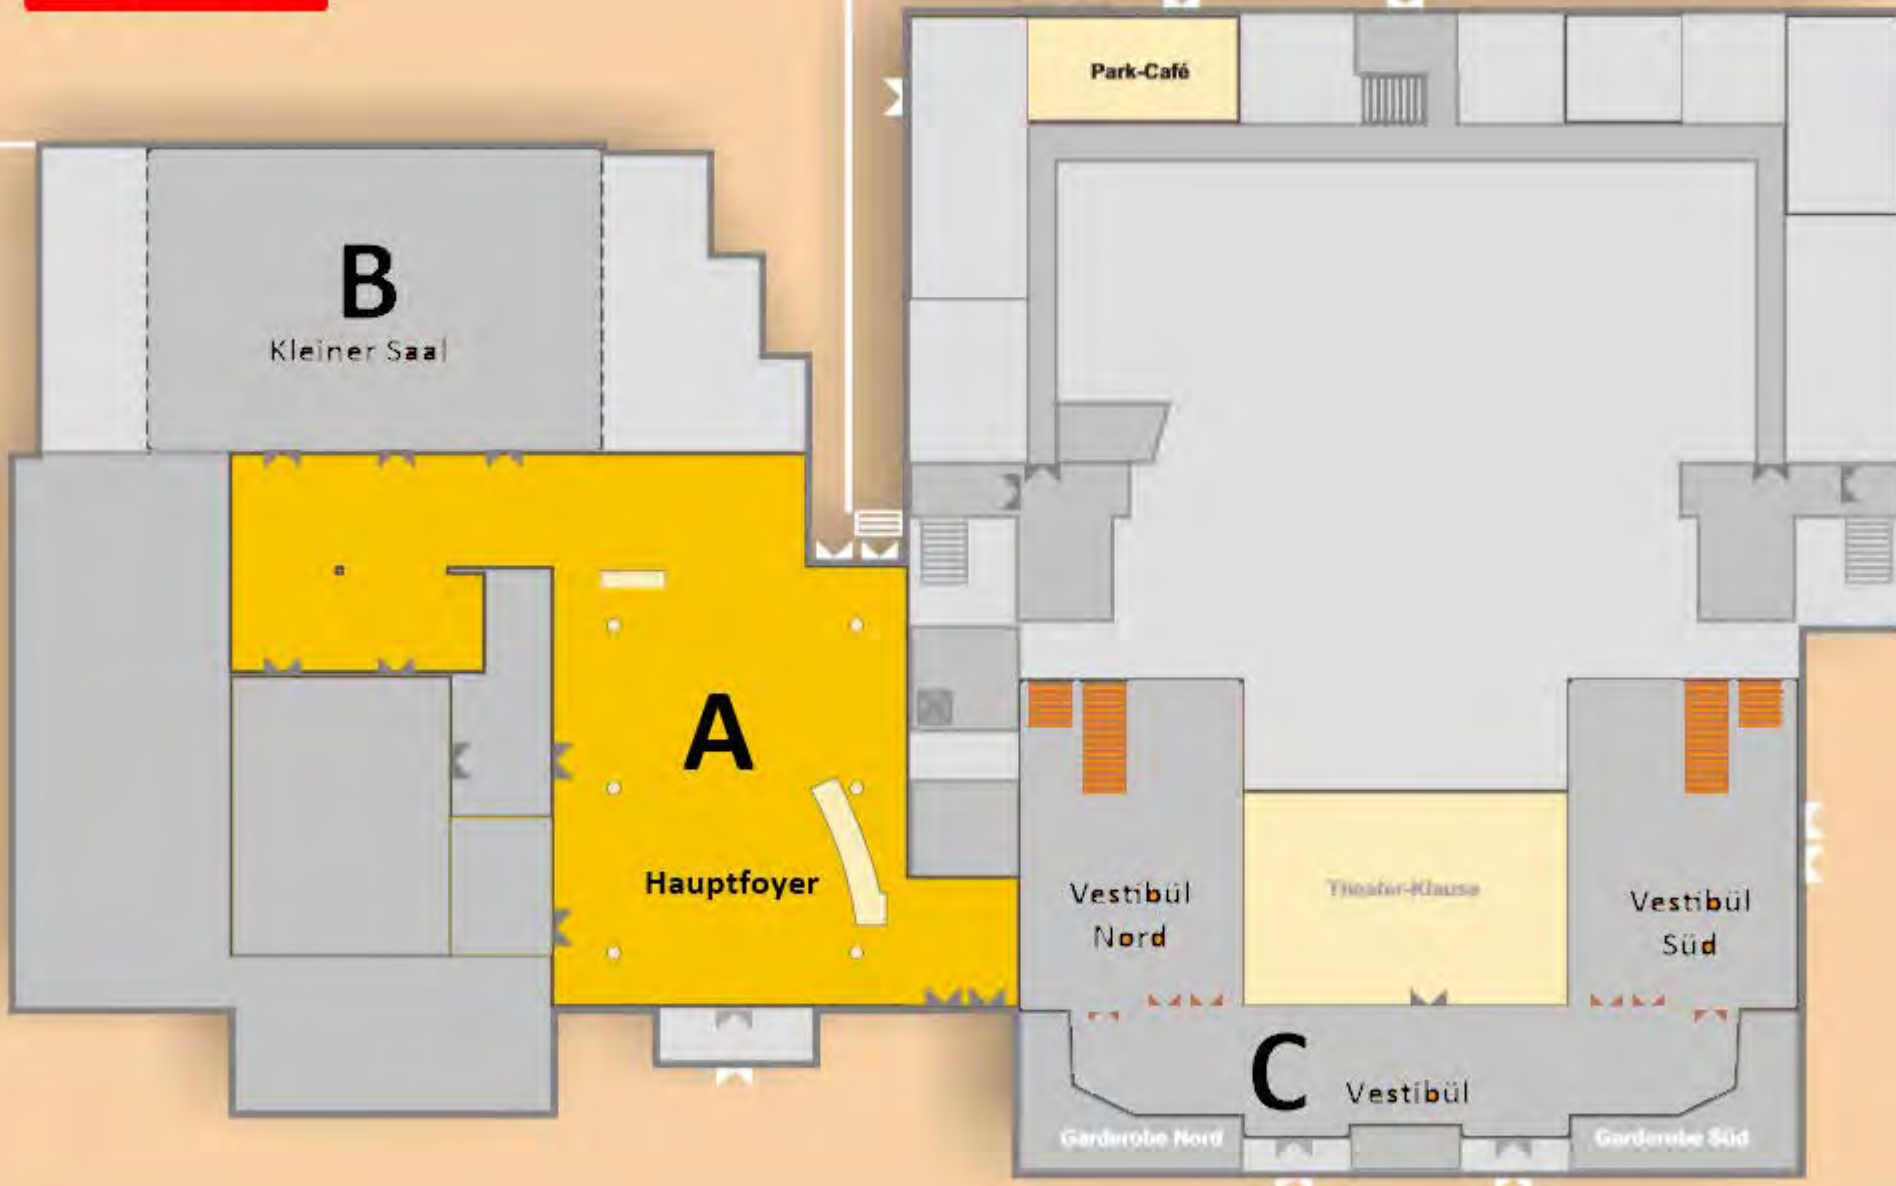 Park-Café
B
Kleiner Saal
A
Hauptfoyer
Vestibül
Nord
Theater-Klause
Vestibül
Süd
C
Vestibül
Garderobe Nord
Garderobe Süd